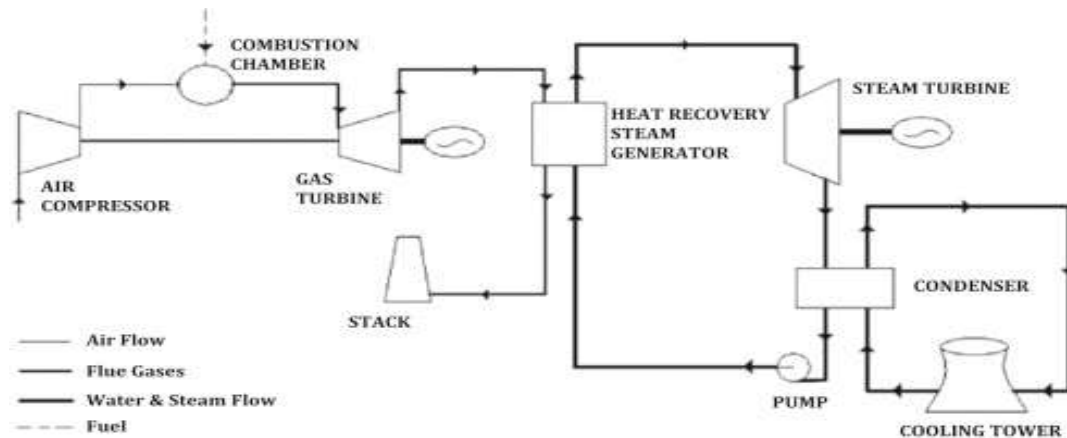 COMBUSTION
CHAMBER
STEAM TURBINE
HEAT RECOVERY
STEAM
GENERATOR
AIR
COMPRESSOR
GAS
TURBINE
CONDENSER
STACK
Air Flow
Flue Gases
Water & Steam Flow
Fuel
PUMP
COOLING TOWER